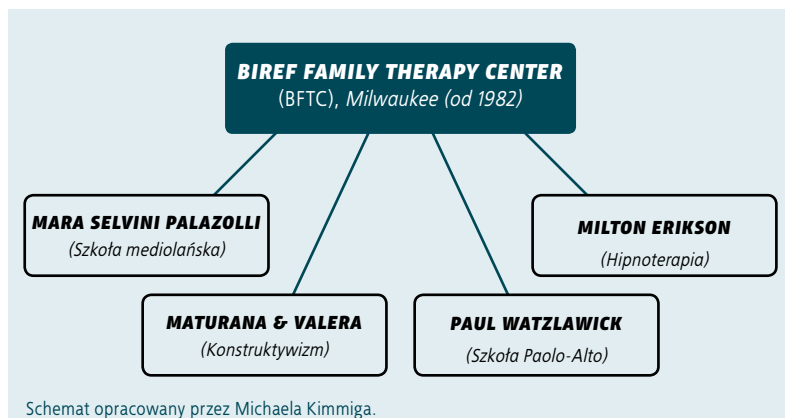 BIREF FAMILY THERAPY CENTER
(BFTC), Milwaukee (od 1982)
MARA SELVINI PALAZOLLI
(Szkoła mediolańska)
MILTON ERIKSON
(Hipnoterapia)
MATURANA & VALERA
(Konstruktywizm)
PAUL WATZLAWICK
(Szkoła Paolo-Alto)
Schemat opracowany przez Michaela Kimmiga.